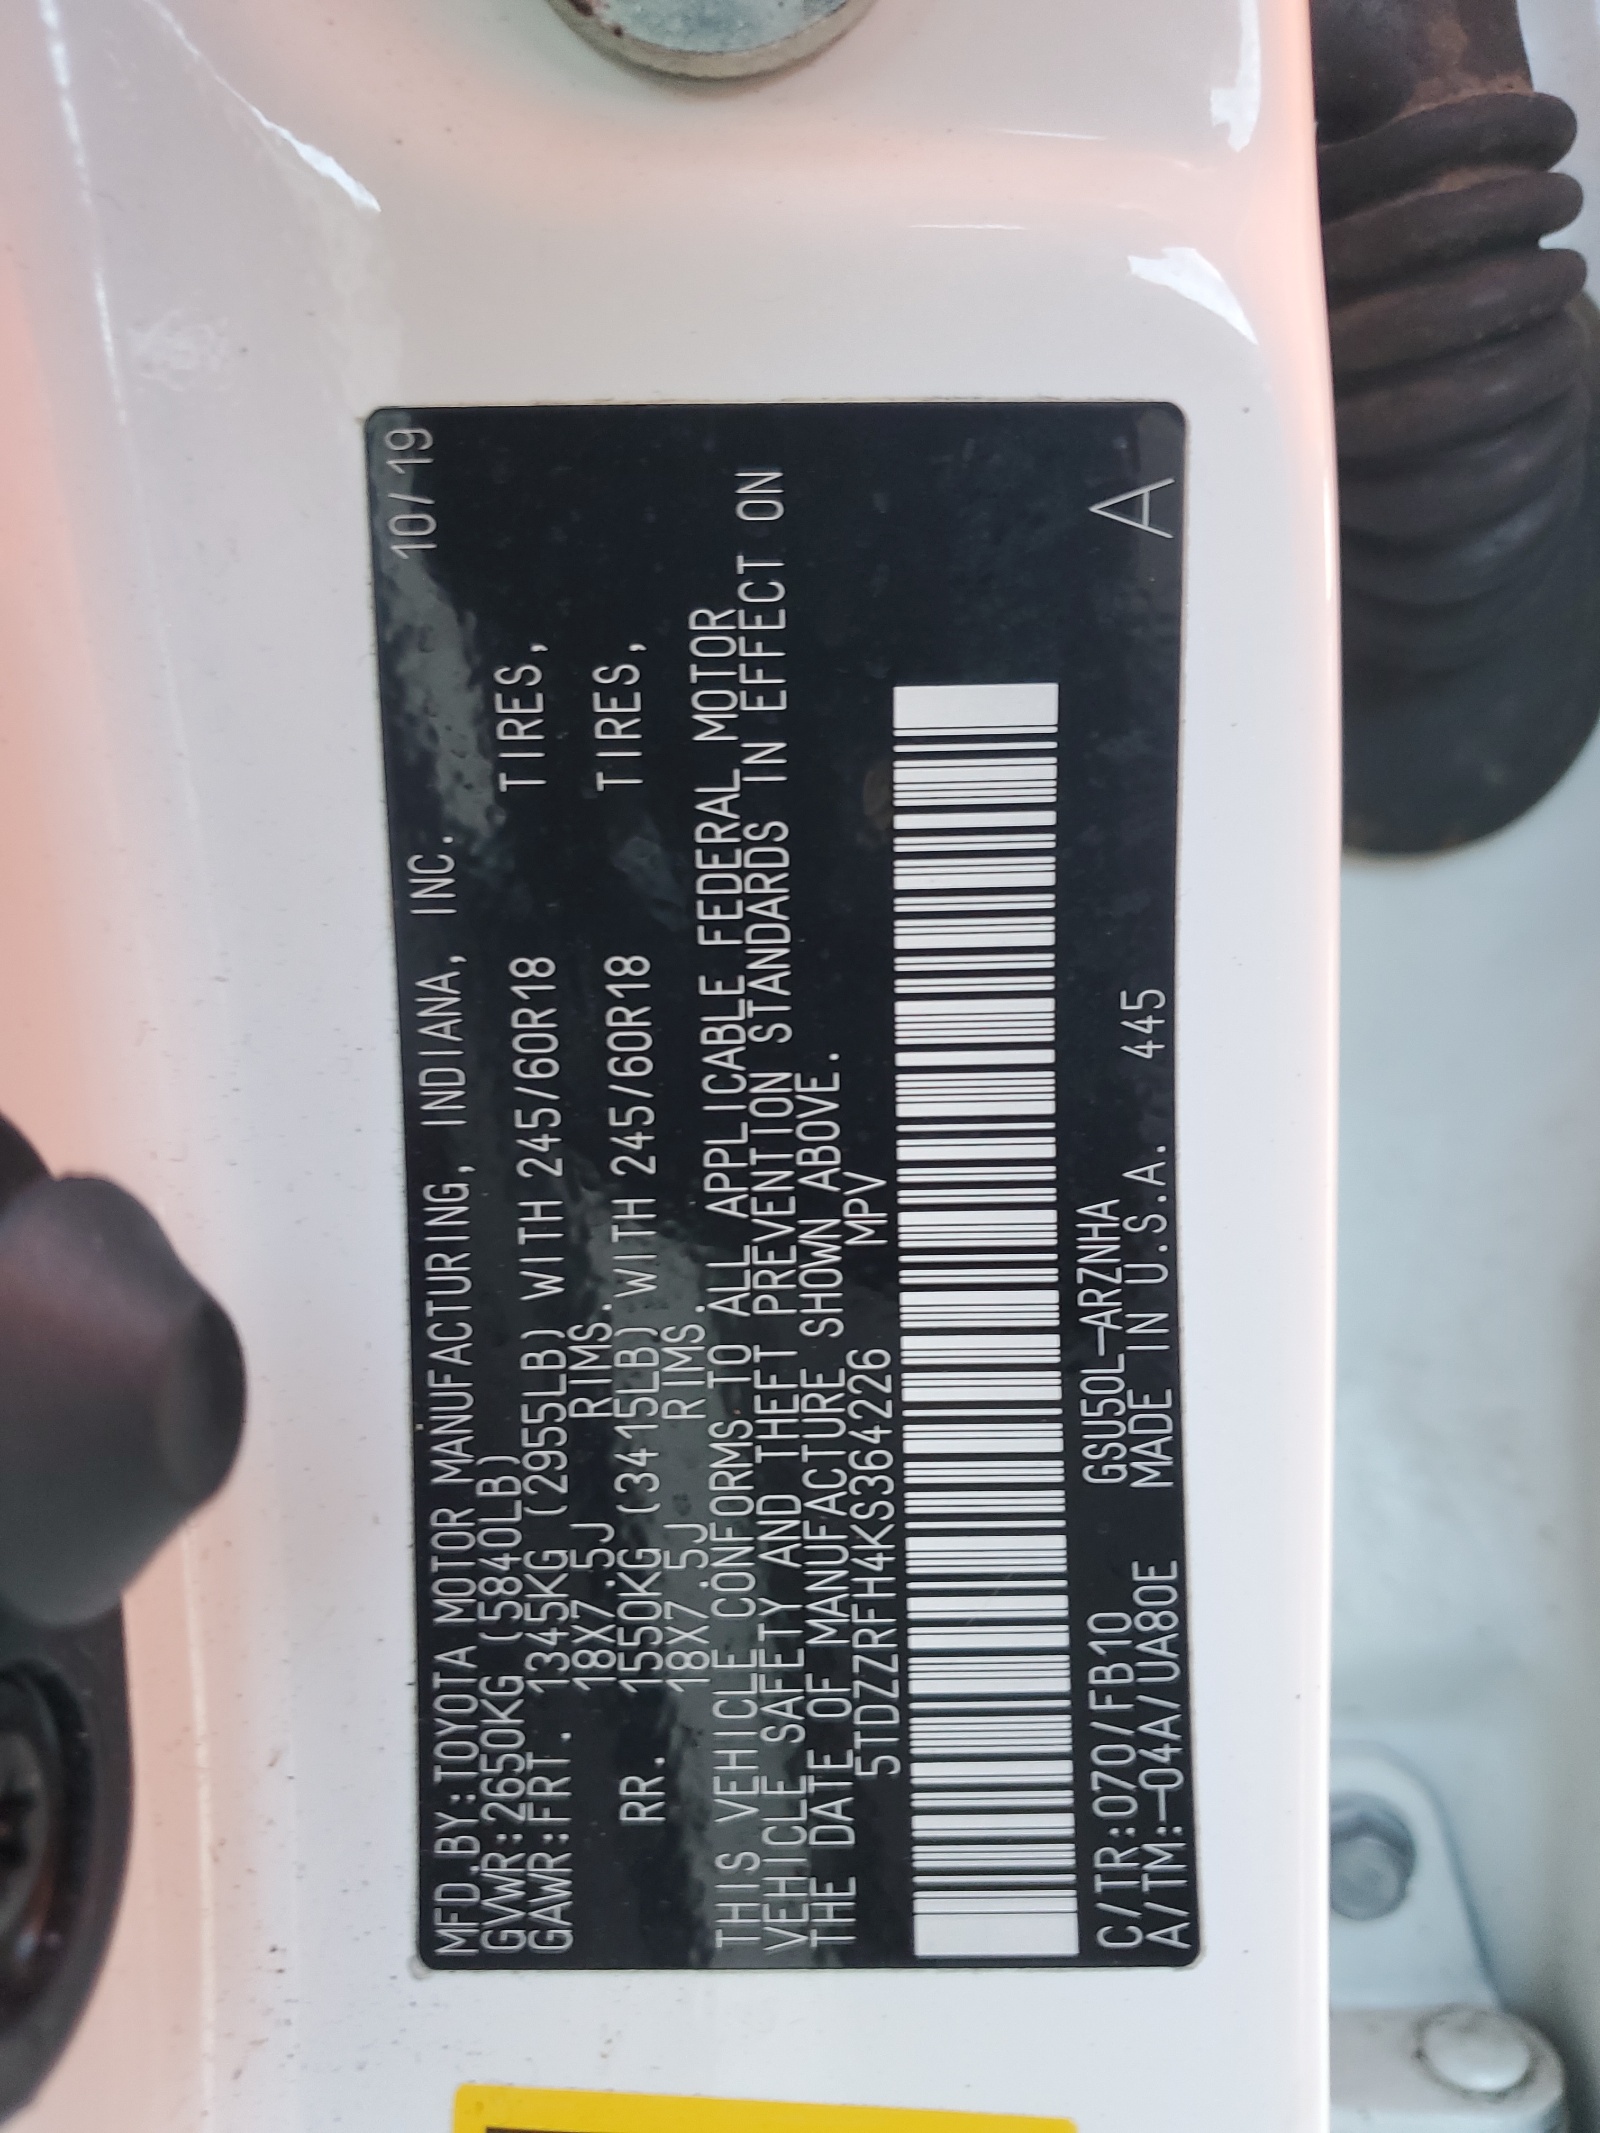 MFD.BY:TOYOTA MOTOR MANUFACTURING, INDIANA, INC. 10/19
GVWR:2650KG (5840LB)
GAWR:FRT. 1345KG (2955LB) WITH 245/60R18 TIRES,
18X7.5J RIMS.
RR. 1550KG (3415LB) WITH 245/60R18 TIRES,
18X7.5J RIMS.
THIS VEHICLE CONFORMS TO ALL APPLICABLE FEDERAL MOTOR
VEHICLE SAFETY AND THEFT PREVENTION STANDARDS IN EFFECT ON
THE DATE OF MANUFACTURE SHOWN ABOVE.
5TDZZRFH4KS364226 MPV
C/TR:070/FB10 GSU50L-ARZNHA
A/TM:-04A/UA80E MADE IN U.S.A. 445 A